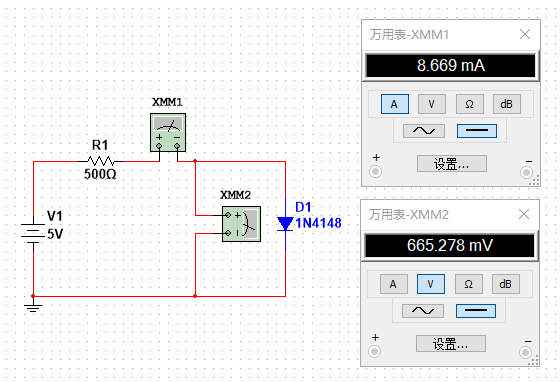 XMM1
R1
500Ω
V1
5V
XMM2
D1
1N4148
万用表-XMM1
8.669 mA
A V Ω dB
+ 设置... −
万用表-XMM2
665.278 mV
A V Ω dB
+ 设置... −